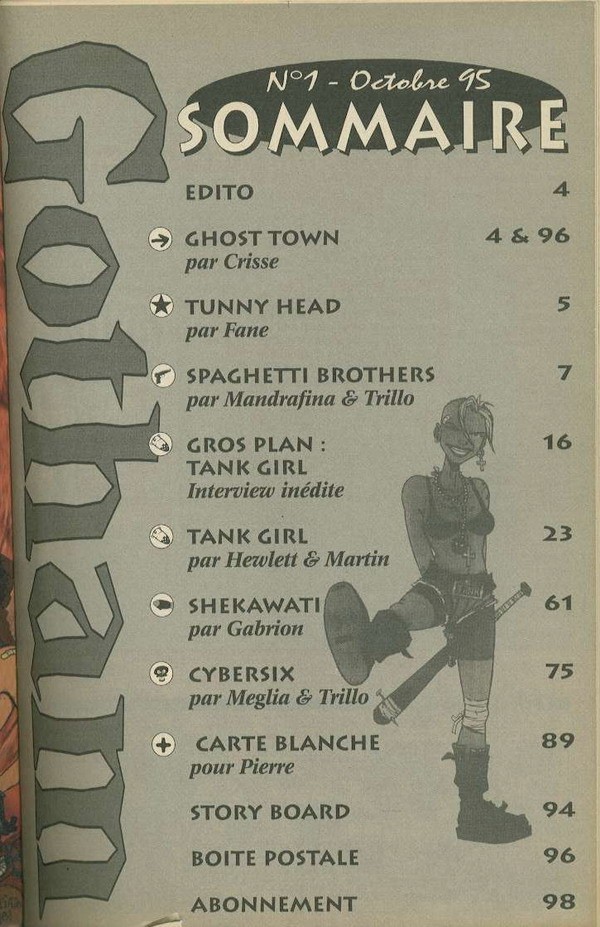 Gotham
N°1 - Octobre 95
SOMMAIRE
EDITO 4
GHOST TOWN 4 & 96
par Crisse
TUNNY HEAD 5
par Fane
SPAGHETTI BROTHERS 7
par Mandrafina & Trillo
GROS PLAN : 16
TANK GIRL
Interview inédite
TANK GIRL 23
par Hewlett & Martin
SHEKAWATI 61
par Gabrion
CYBERSIX 75
par Meglia & Trillo
CARTE BLANCHE 89
pour Pierre
STORY BOARD 94
BOITE POSTALE 96
ABONNEMENT 98